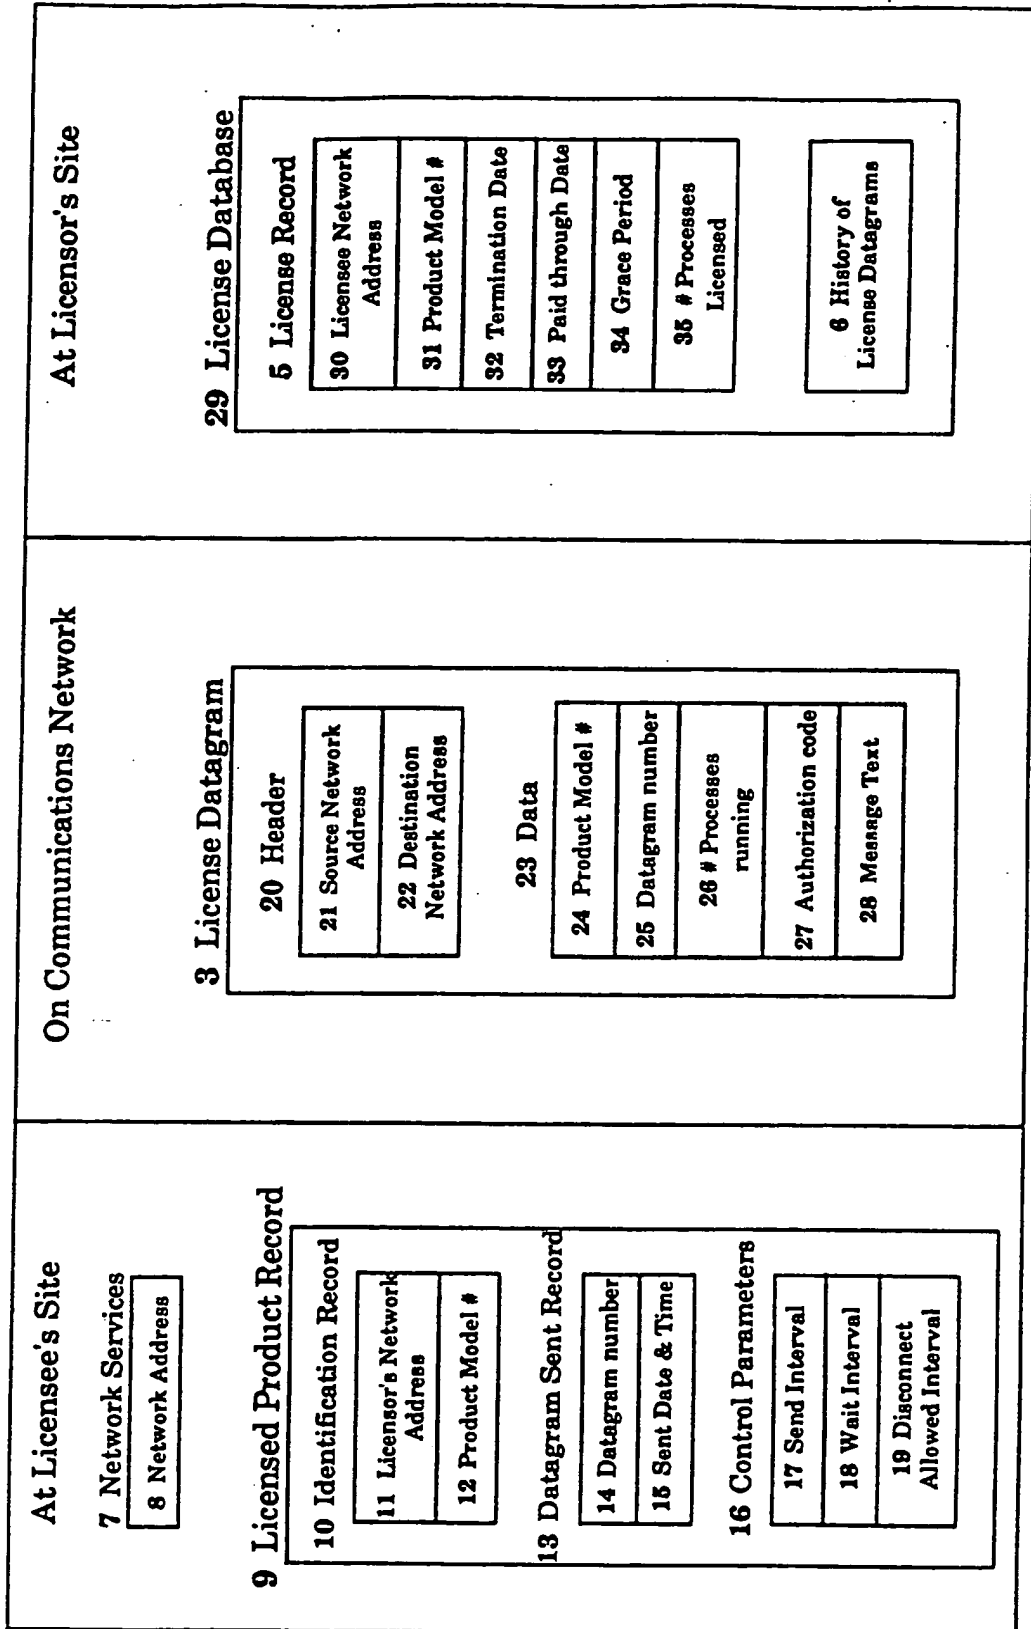 At Licensee's Site
7 Network Services
8 Network Address
9 Licensed Product Record
10 Identification Record
11 Licensor's Network
Address
12 Product Model #
13 Datagram Sent Record
14 Datagram number
15 Sent Date & Time
16 Control Parameters
17 Send Interval
18 Wait Interval
19 Disconnect
Allowed Interval
On Communications Network
3 License Datagram
20 Header
21 Source Network
Address
22 Destination
Network Address
23 Data
24 Product Model #
25 Datagram number
26 # Processes
running
27 Authorization code
28 Message Text
At Licensor's Site
29 License Database
5 License Record
30 Licensee Network
Address
31 Product Model #
32 Termination Date
33 Paid through Date
34 Grace Period
35 # Processes
Licensed
6 History of
License Datagrams